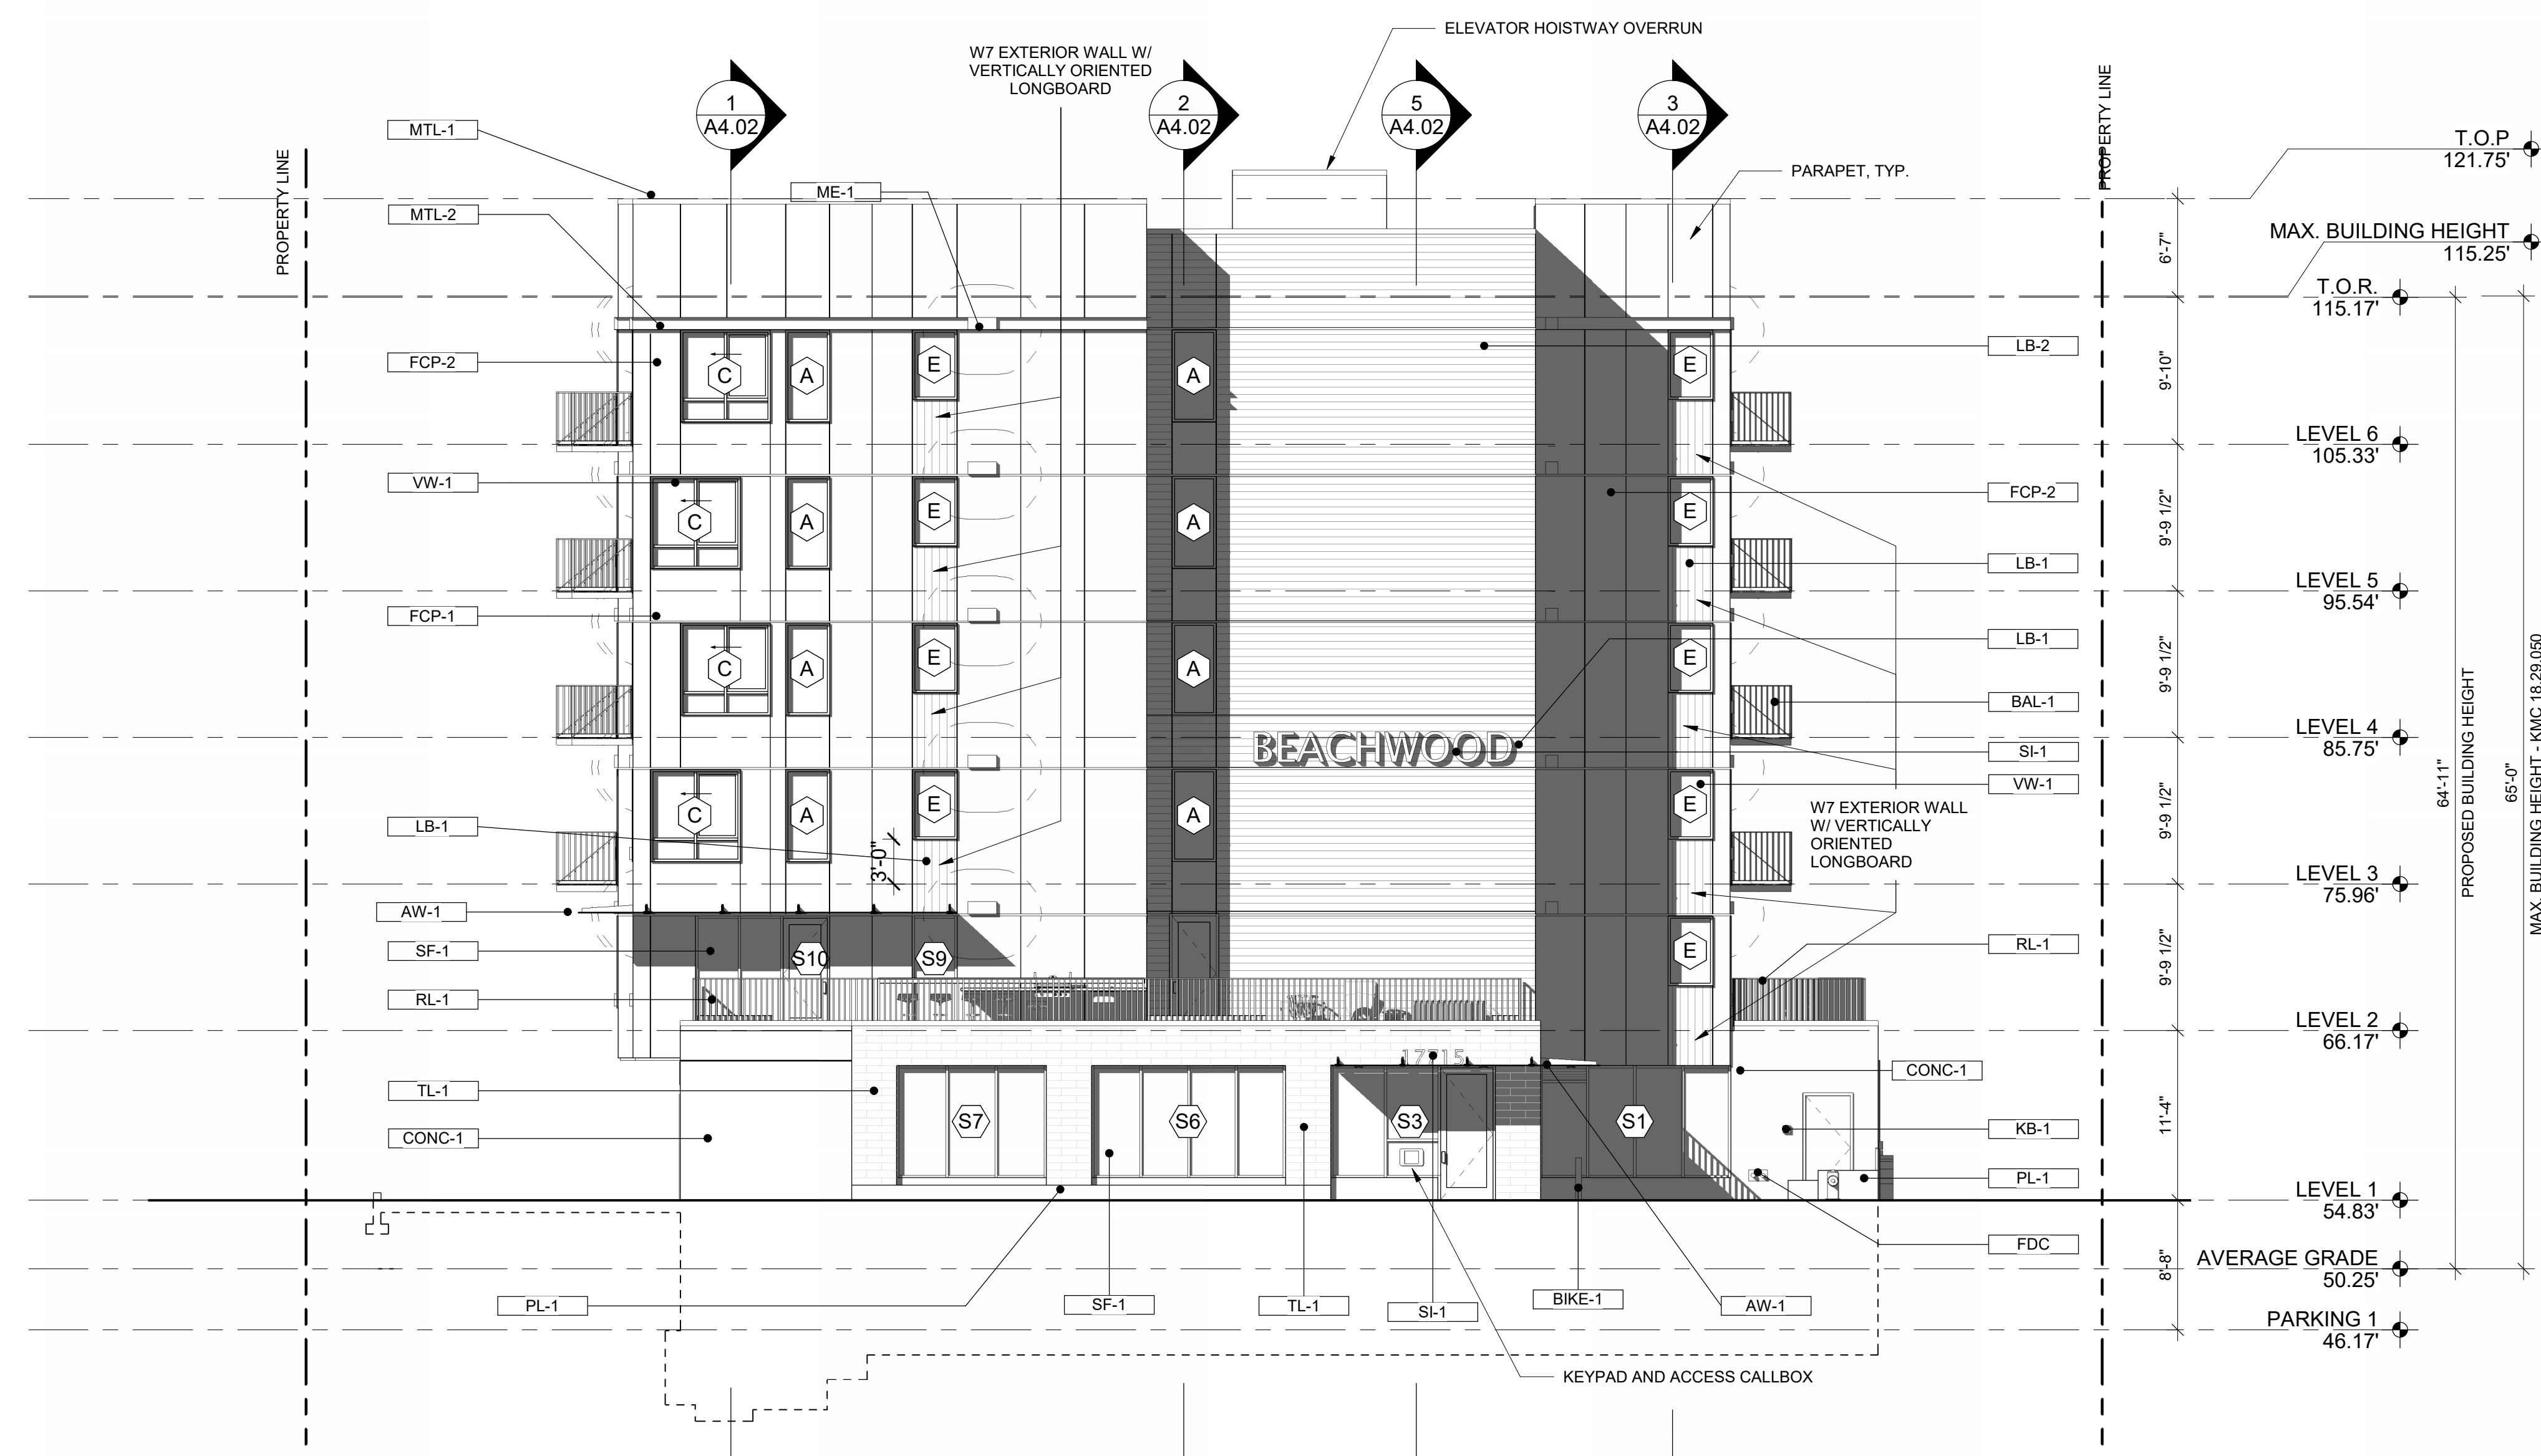 ELEVATOR HOISTWAY OVERRUN
W7 EXTERIOR WALL W/
VERTICALLY ORIENTED
LONGBOARD
1
A4.02
2
A4.02
5
A4.02
3
A4.02
PROPERTY LINE
PROPERTY LINE
MTL-1
MTL-2
ME-1
PARAPET, TYP.
T.O.P
121.75'
MAX. BUILDING HEIGHT
115.25'
T.O.R.
115.17'
6'-7"
FCP-2
C
A
E
A
E
LB-2
9'-10"
LEVEL 6
105.33'
VW-1
C
A
E
A
E
FCP-2
9'-9 1/2"
LB-1
LEVEL 5
95.54'
FCP-1
C
A
E
A
E
LB-1
9'-9 1/2"
BAL-1
LEVEL 4
85.75'
BEACHWOOD
SI-1
VW-1
C
A
E
A
E
9'-9 1/2"
W7 EXTERIOR WALL
W/ VERTICALLY
ORIENTED
LONGBOARD
LB-1
3'-0"
LEVEL 3
75.96'
64'-11"
PROPOSED BUILDING HEIGHT
65'-0"
MAX. BUILDING HEIGHT - KMC 18.29.050
AW-1
SF-1
S10
S9
E
RL-1
9'-9 1/2"
RL-1
LEVEL 2
66.17'
17715
TL-1
CONC-1
S7
S6
S3
S1
CONC-1
KB-1
11'-4"
PL-1
LEVEL 1
54.83'
FDC
AVERAGE GRADE
50.25'
8'-8"
PL-1
SF-1
TL-1
SI-1
BIKE-1
AW-1
PARKING 1
46.17'
KEYPAD AND ACCESS CALLBOX